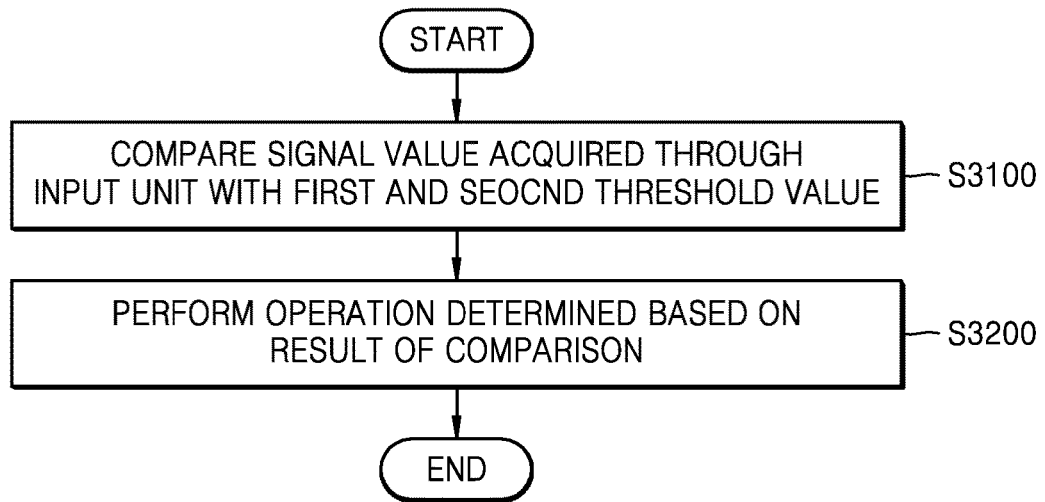 START
COMPARE SIGNAL VALUE ACQUIRED THROUGH
INPUT UNIT WITH FIRST AND SEOCND THRESHOLD VALUE
S3100
PERFORM OPERATION DETERMINED BASED ON
RESULT OF COMPARISON
S3200
END